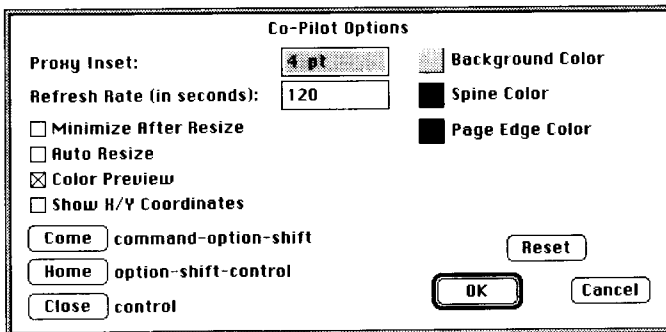 Co-Pilot Options
Proxy Inset: 4 pt Background Color
Refresh Rate (in seconds): 120 Spine Color
Minimize After Resize Page Edge Color
Auto Resize
Color Preview
Show X/Y Coordinates
Come command-option-shift
Reset
Home option-shift-control
OK Cancel
Close control